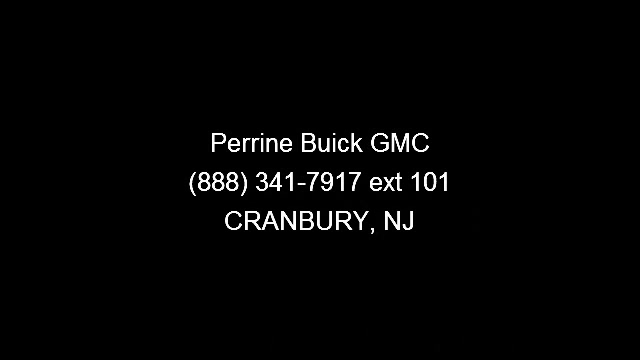 Perrine Buick GMC
(888) 341-7917 ext 101
CRANBURY, NJ